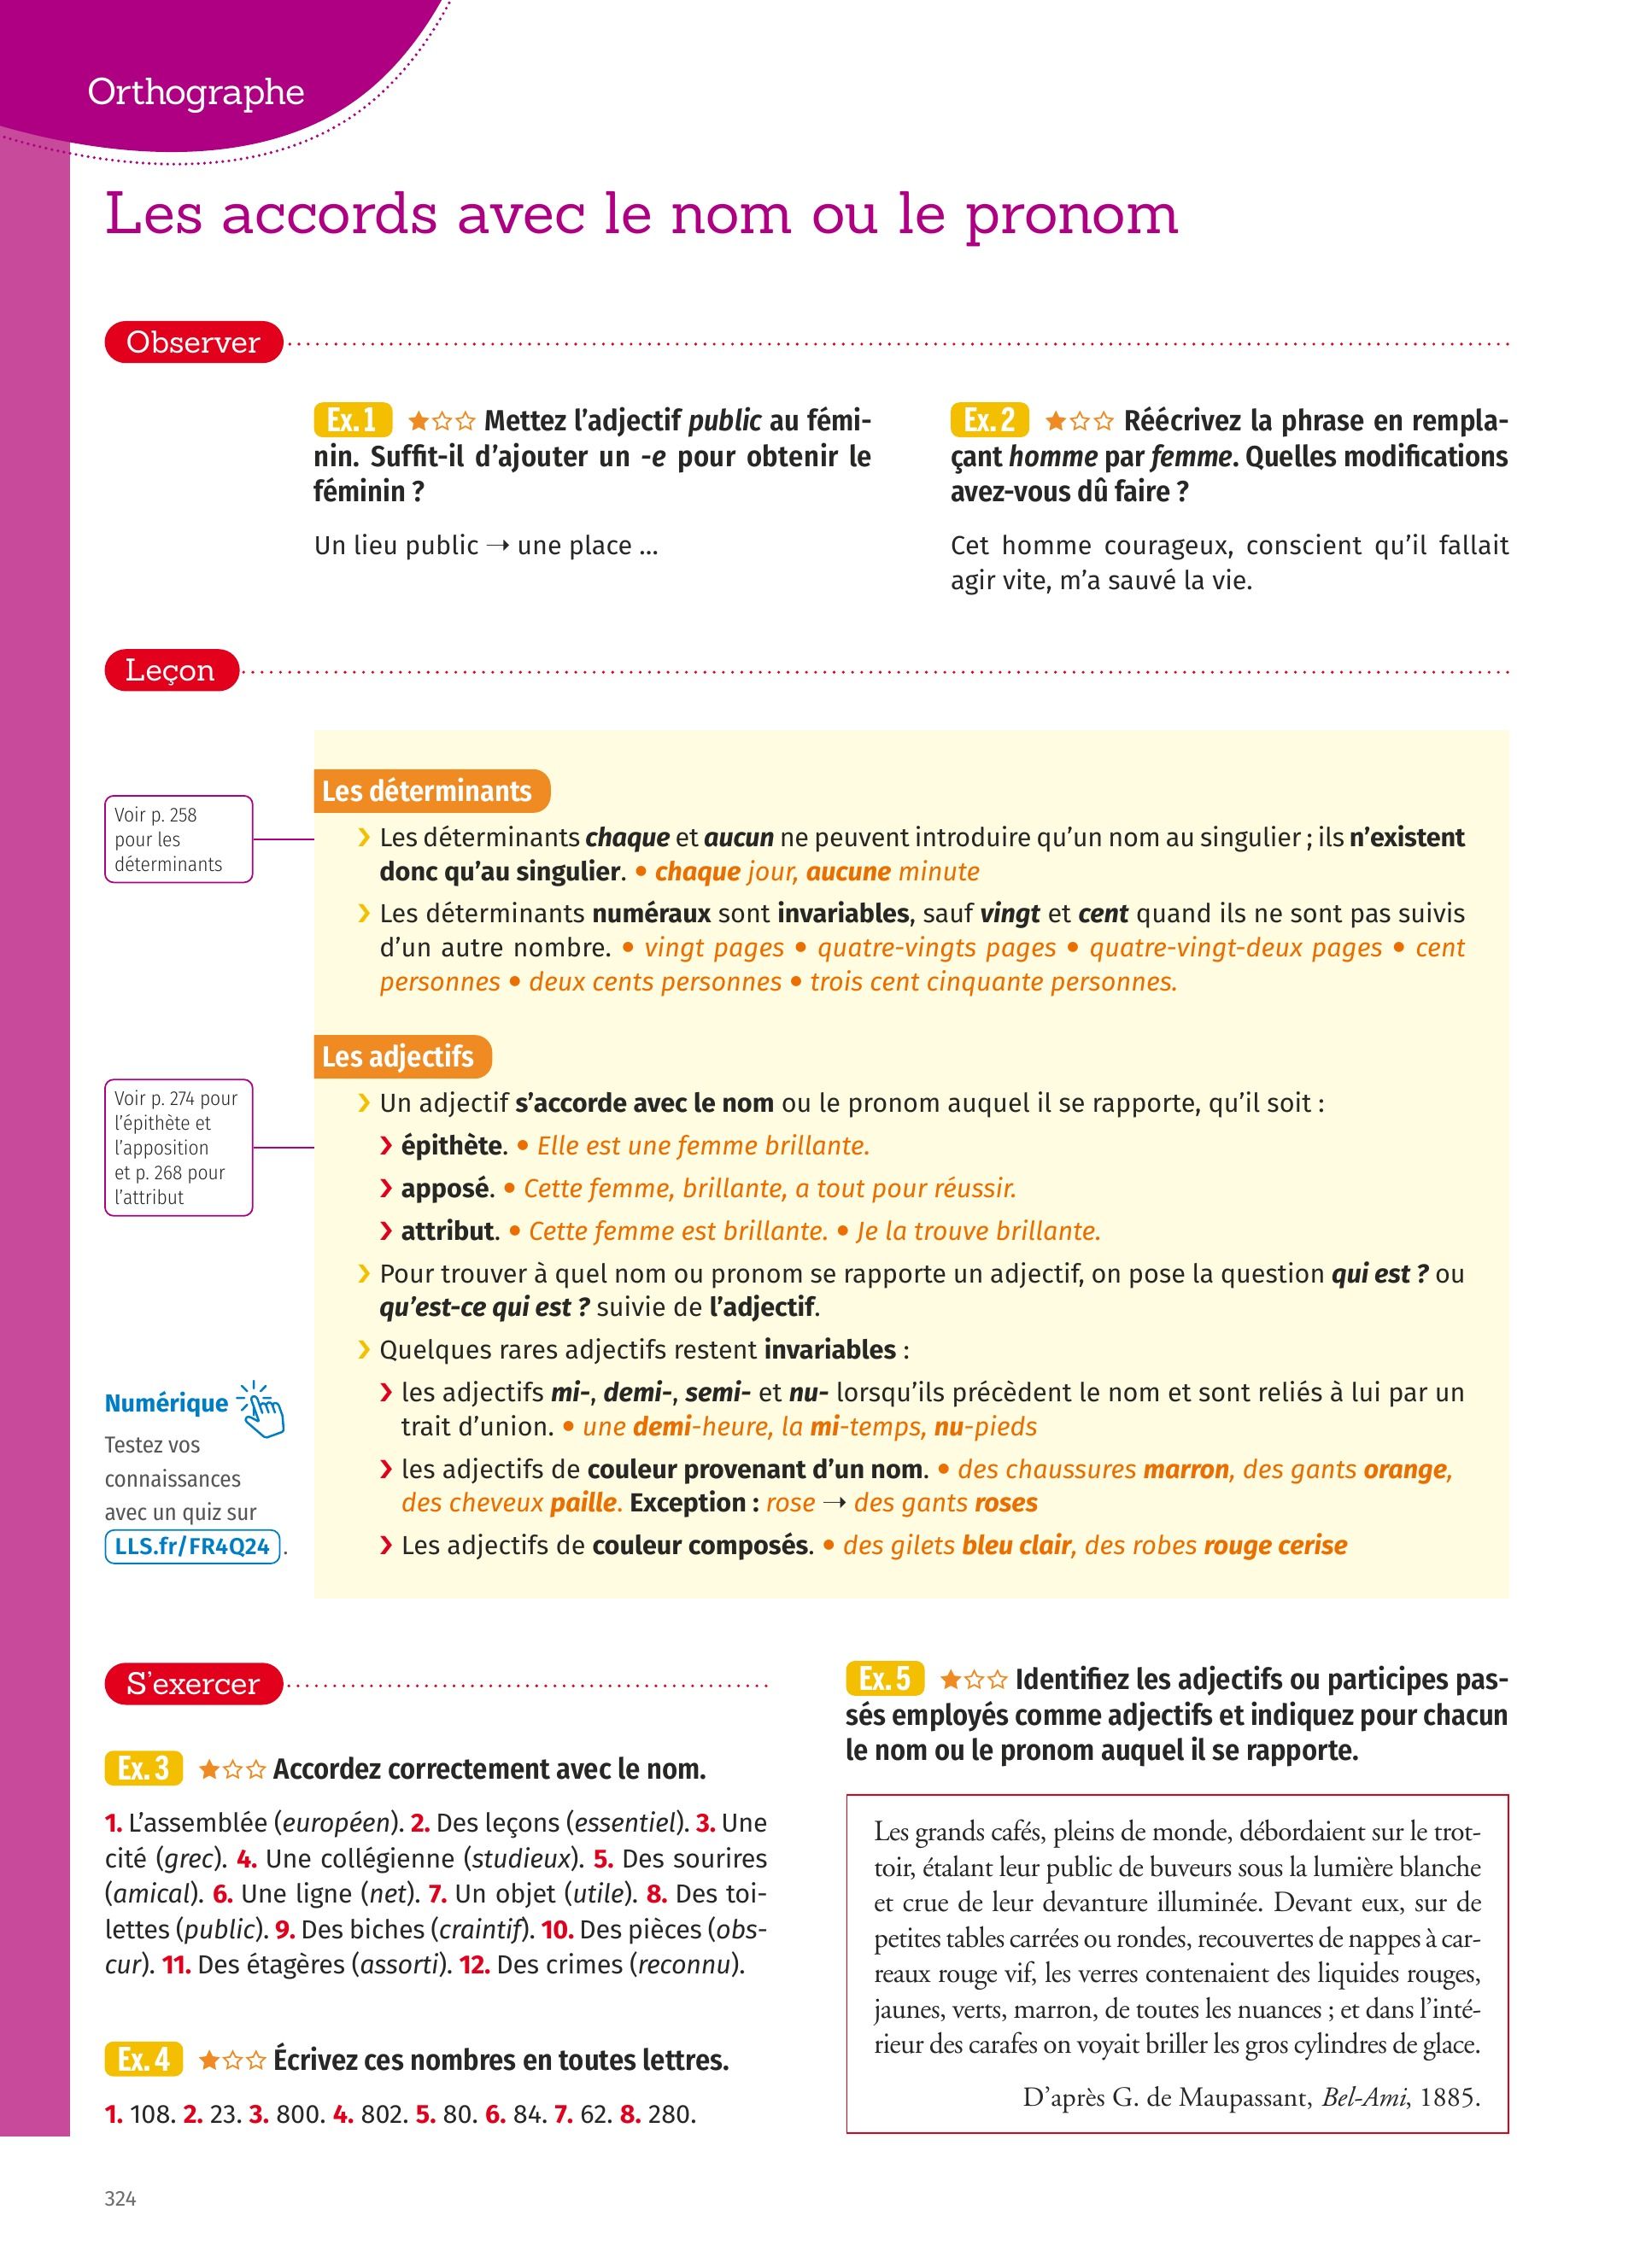 Orthographe
Les accords avec le nom ou le pronom
Observer
Ex. 1 ★☆☆ Mettez l’adjectif public au fémi-
nin. Suffit-il d’ajouter un -e pour obtenir le
féminin ?
Un lieu public → une place ...
Ex. 2 ★☆☆ Réécrivez la phrase en rempla-
çant homme par femme. Quelles modifications
avez-vous dû faire ?
Cet homme courageux, conscient qu’il fallait
agir vite, m’a sauvé la vie.
Leçon
Voir p. 258
pour les
déterminants
Les déterminants
› Les déterminants chaque et aucun ne peuvent introduire qu’un nom au singulier ; ils n’existent
donc qu’au singulier. • chaque jour, aucune minute
› Les déterminants numéraux sont invariables, sauf vingt et cent quand ils ne sont pas suivis
d’un autre nombre. • vingt pages • quatre-vingts pages • quatre-vingt-deux pages • cent
personnes • deux cents personnes • trois cent cinquante personnes.
Voir p. 274 pour
l’épithète et
l’apposition
et p. 268 pour
l’attribut
Les adjectifs
› Un adjectif s’accorde avec le nom ou le pronom auquel il se rapporte, qu’il soit :
› épithète. • Elle est une femme brillante.
› apposé. • Cette femme, brillante, a tout pour réussir.
› attribut. • Cette femme est brillante. • Je la trouve brillante.
› Pour trouver à quel nom ou pronom se rapporte un adjectif, on pose la question qui est ? ou
qu’est-ce qui est ? suivie de l’adjectif.
› Quelques rares adjectifs restent invariables :
› les adjectifs mi-, demi-, semi- et nu- lorsqu’ils précèdent le nom et sont reliés à lui par un
trait d’union. • une demi-heure, la mi-temps, nu-pieds
› les adjectifs de couleur provenant d’un nom. • des chaussures marron, des gants orange,
des cheveux paille. Exception : rose → des gants roses
› Les adjectifs de couleur composés. • des gilets bleu clair, des robes rouge cerise
Numérique
Testez vos
connaissances
avec un quiz sur
LLS.fr/FR4Q24 .
S’exercer
Ex. 3 ★☆☆ Accordez correctement avec le nom.
1. L’assemblée (européen). 2. Des leçons (essentiel). 3. Une
cité (grec). 4. Une collégienne (studieux). 5. Des sourires
(amical). 6. Une ligne (net). 7. Un objet (utile). 8. Des toi-
lettes (public). 9. Des biches (craintif). 10. Des pièces (obs-
cur). 11. Des étagères (assorti). 12. Des crimes (reconnu).
Ex. 4 ★☆☆ Écrivez ces nombres en toutes lettres.
1. 108. 2. 23. 3. 800. 4. 802. 5. 80. 6. 84. 7. 62. 8. 280.
Ex. 5 ★☆☆ Identifiez les adjectifs ou participes pas-
sés employés comme adjectifs et indiquez pour chacun
le nom ou le pronom auquel il se rapporte.
Les grands cafés, pleins de monde, débordaient sur le trot-
toir, étalant leur public de buveurs sous la lumière blanche
et crue de leur devanture illuminée. Devant eux, sur de
petites tables carrées ou rondes, recouvertes de nappes à car-
reaux rouge vif, les verres contenaient des liquides rouges,
jaunes, verts, marron, de toutes les nuances ; et dans l’inté-
rieur des carafes on voyait briller les gros cylindres de glace.
D’après G. de Maupassant, Bel-Ami, 1885.
324